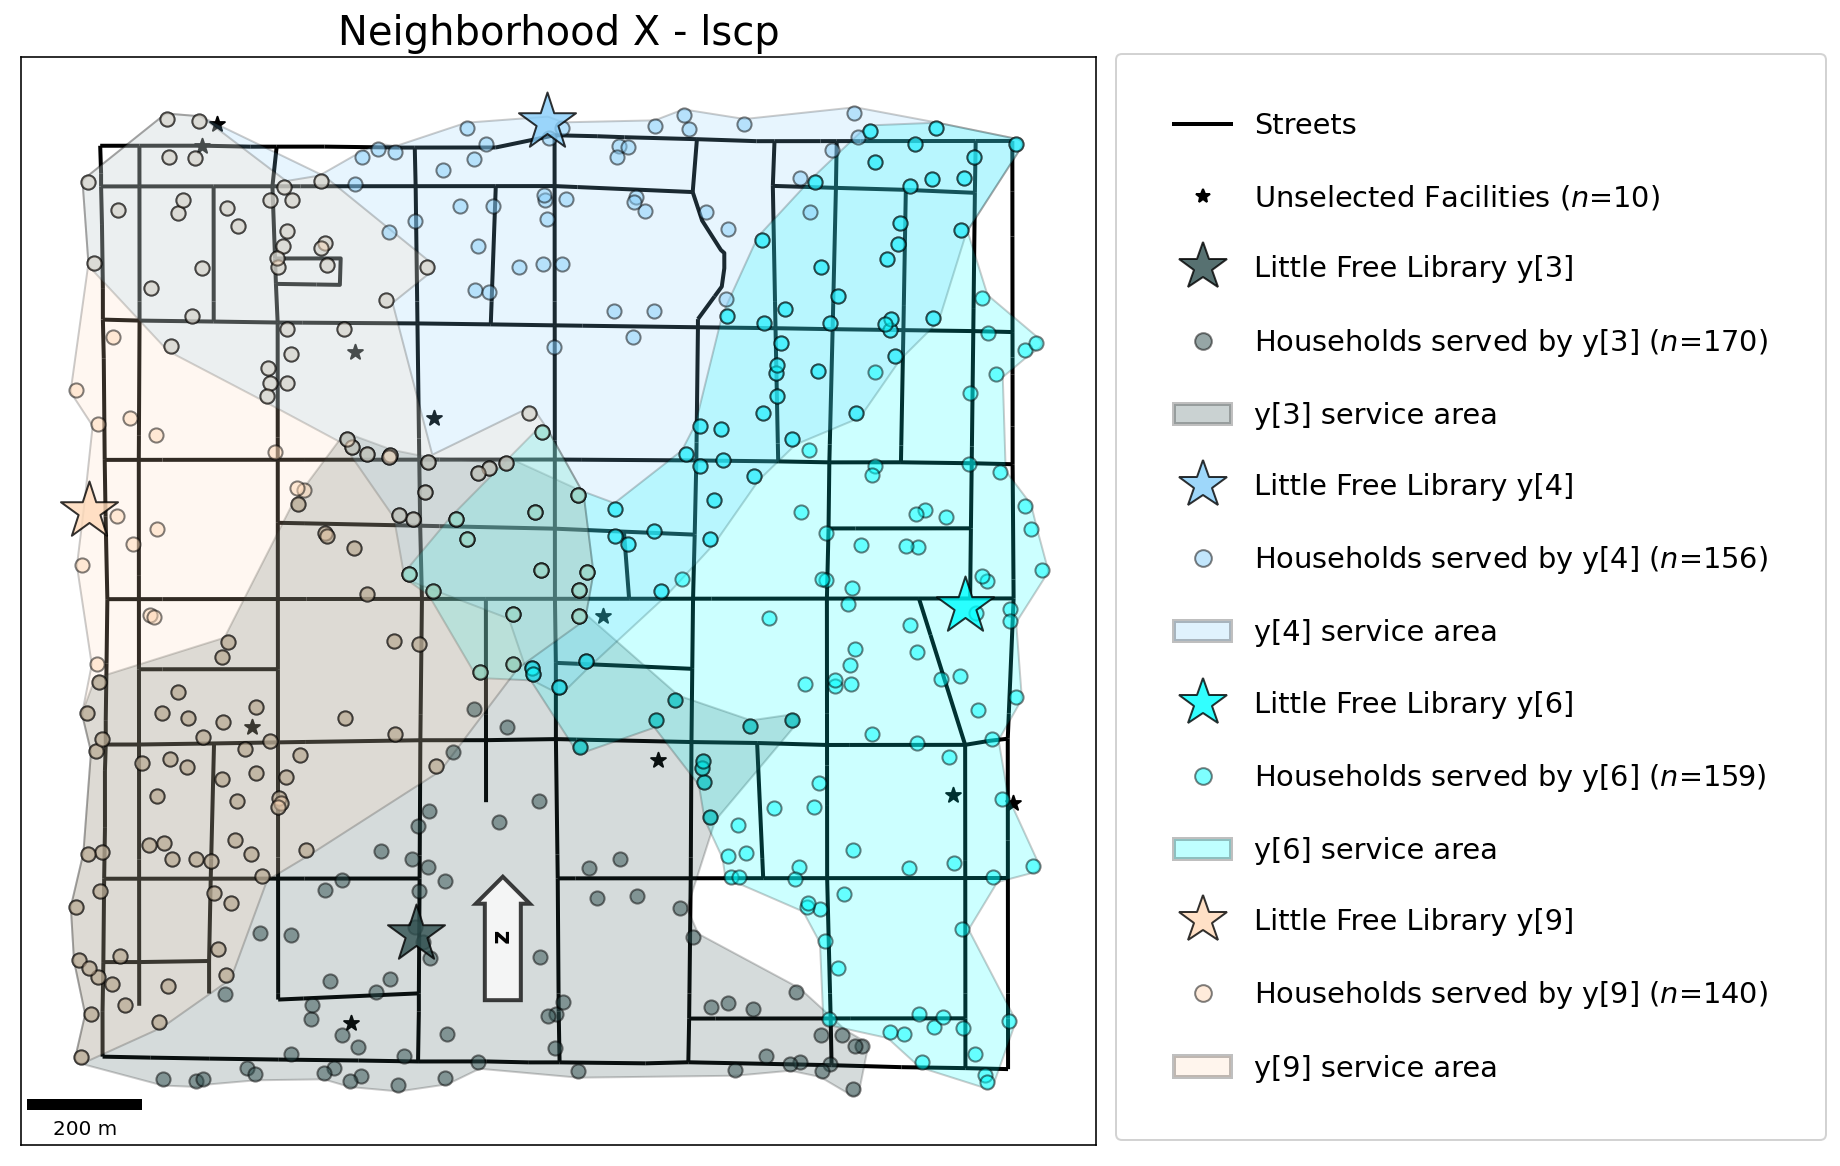 Neighborhood X - lscp
Streets
Unselected Facilities (n=10)
Little Free Library y[3]
Households served by y[3] (n=170)
y[3] service area
Little Free Library y[4]
Households served by y[4] (n=156)
y[4] service area
Little Free Library y[6]
Households served by y[6] (n=159)
y[6] service area
Little Free Library y[9]
Households served by y[9] (n=140)
y[9] service area
N
200 m